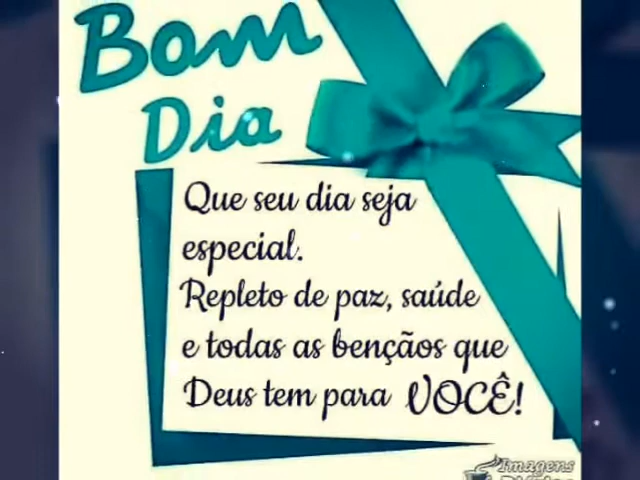 Bom
Dia
Que seu dia seja
especial.
Repleto de paz, saúde
e todas as bençãos que
Deus tem para VOCÊ!
Imagens